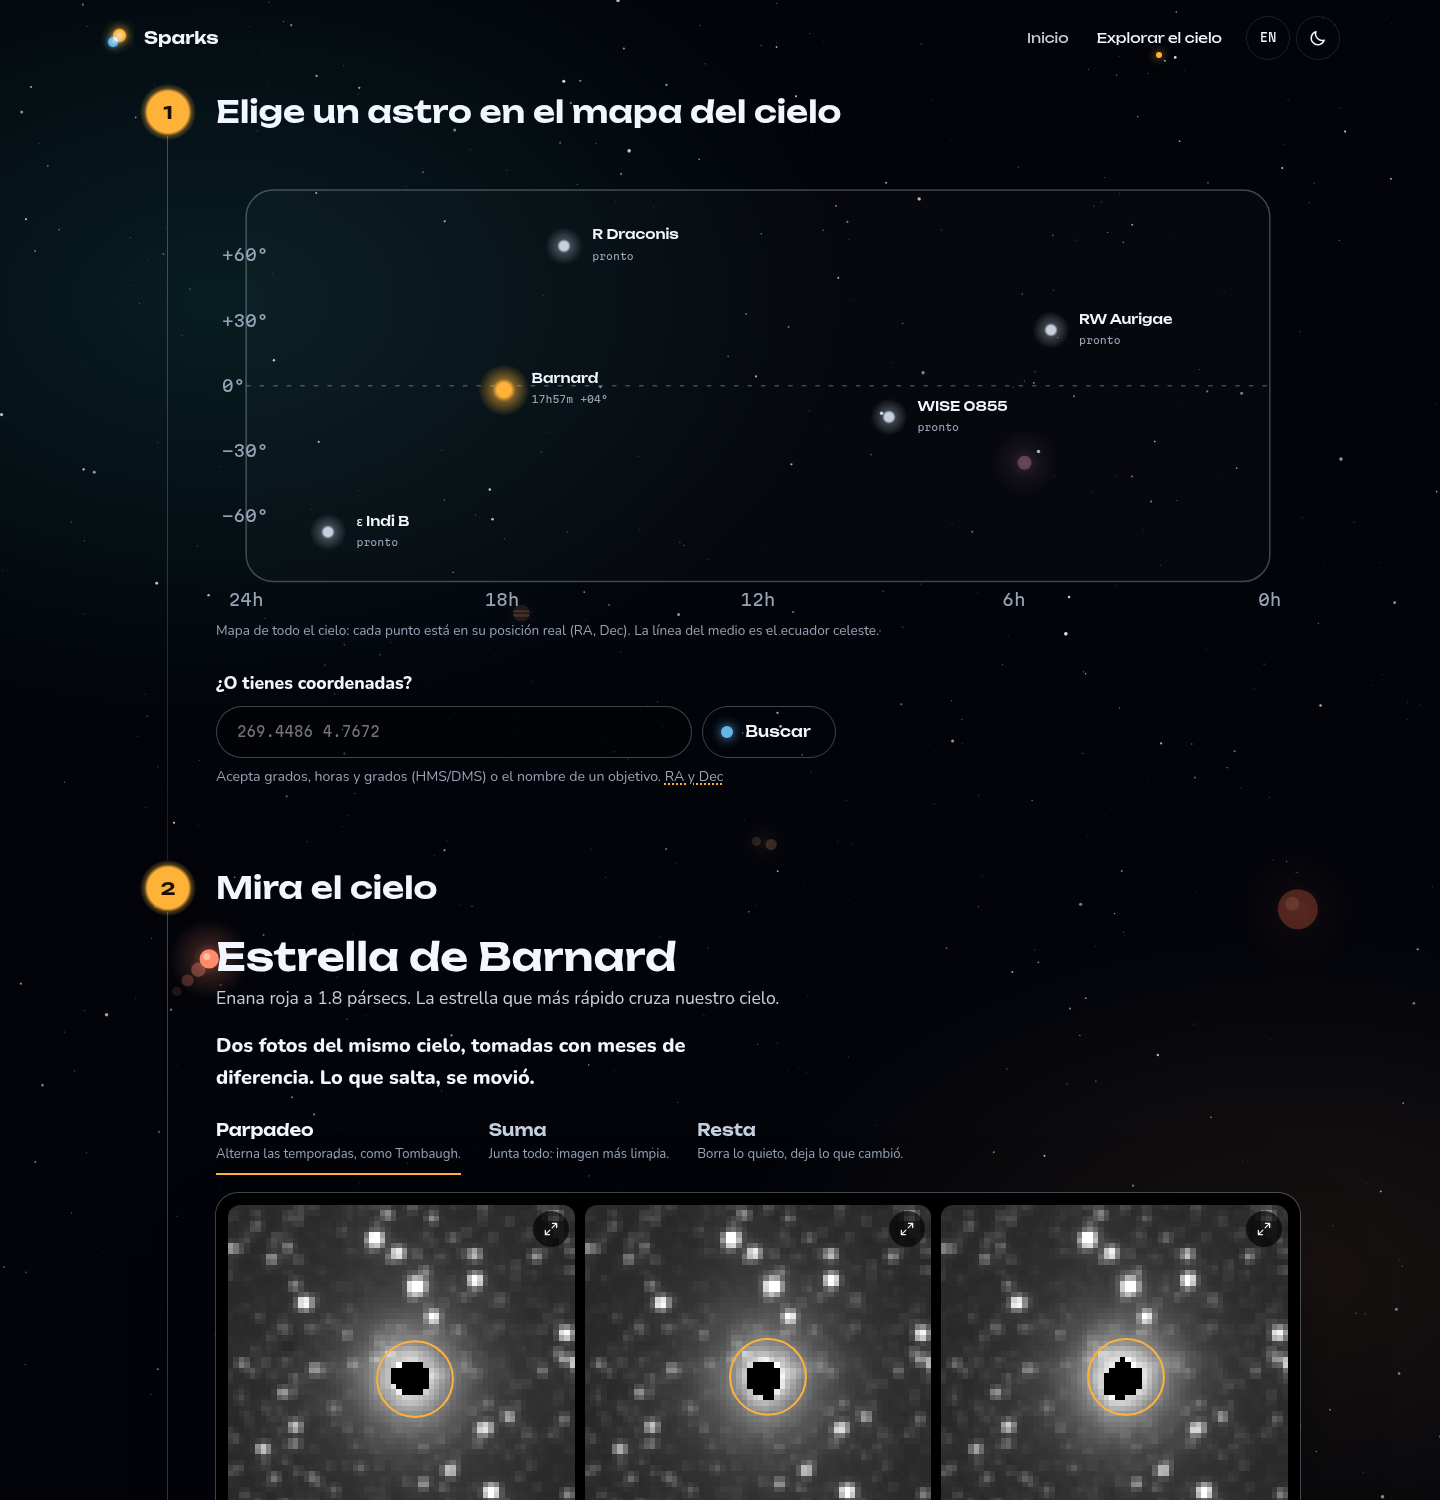 Sparks
Inicio
Explorar el cielo
EN
1
Elige un astro en el mapa del cielo
R Draconis
pronto
+60°
+30°
RW Aurigae
pronto
Barnard
17h57m +04°
0°
WISE 0855
pronto
−30°
−60°
ε Indi B
pronto
24h
18h
12h
6h
0h
Mapa de todo el cielo: cada punto está en su posición real (RA, Dec). La línea del medio es el ecuador celeste.
¿O tienes coordenadas?
269.4486 4.7672
Buscar
Acepta grados, horas y grados (HMS/DMS) o el nombre de un objetivo. RA y Dec
2
Mira el cielo
Estrella de Barnard
Enana roja a 1.8 pársecs. La estrella que más rápido cruza nuestro cielo.
Dos fotos del mismo cielo, tomadas con meses de
diferencia. Lo que salta, se movió.
Parpadeo
Alterna las temporadas, como Tombaugh.
Suma
Junta todo: imagen más limpia.
Resta
Borra lo quieto, deja lo que cambió.